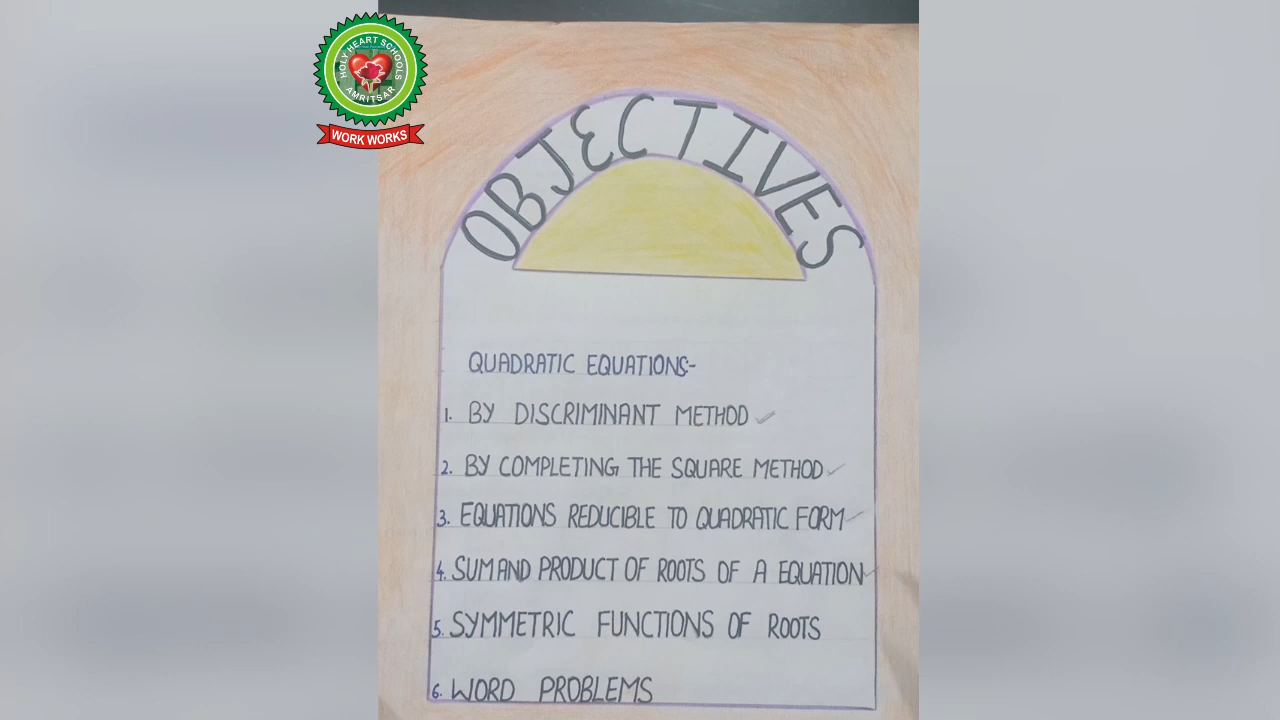 HOLY HEART SCHOOLS
AMRITSAR
WORK WORKS
OBJECTIVES
QUADRATIC EQUATIONS:-
1. BY DISCRIMINANT METHOD
2. BY COMPLETING THE SQUARE METHOD
3. EQUATIONS REDUCIBLE TO QUADRATIC FORM
4. SUM AND PRODUCT OF ROOTS OF A EQUATION
5. SYMMETRIC FUNCTIONS OF ROOTS
6. WORD PROBLEMS